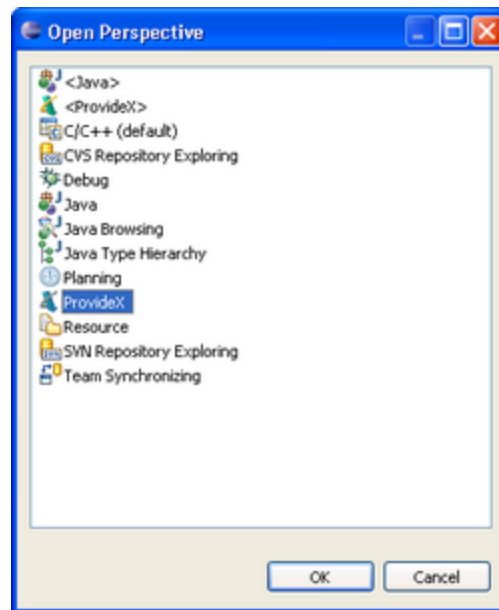 Open Perspective
<Java>
<ProvideX>
C/C++ (default)
CVS Repository Exploring
Debug
Java
Java Browsing
Java Type Hierarchy
Planning
ProvideX
Resource
SVN Repository Exploring
Team Synchronizing
OK Cancel